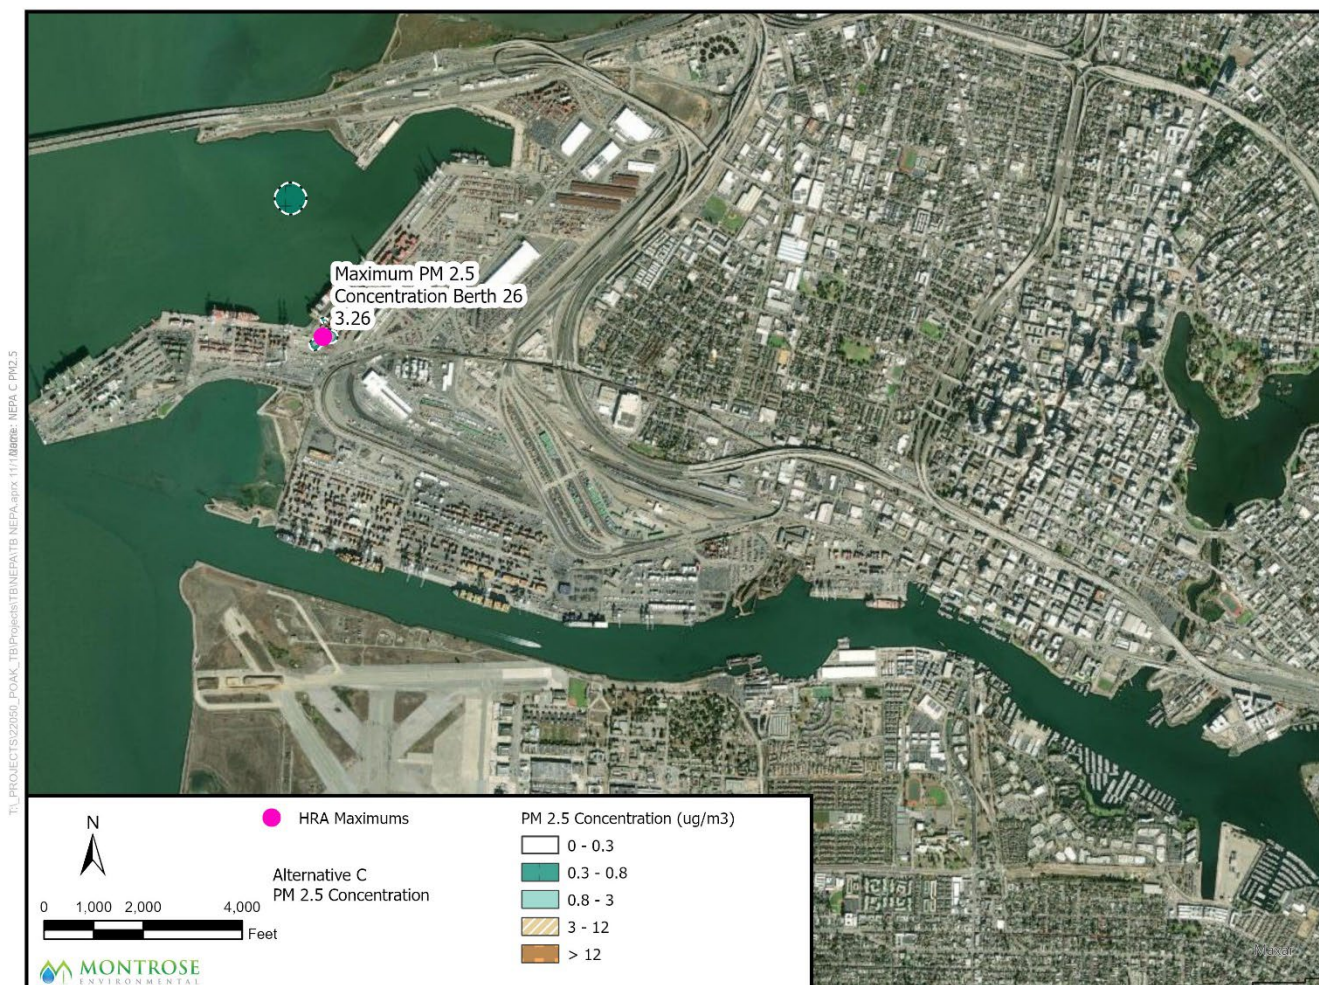 Maximum PM 2.5
Concentration Berth 26
3.26
N
0 1,000 2,000 4,000
Feet
MONTROSE
ENVIRONMENTAL
HRA Maximums
Alternative C
PM 2.5 Concentration
PM 2.5 Concentration (ug/m3)
0 - 0.3
0.3 - 0.8
0.8 - 3
3 - 12
> 12
Maxar